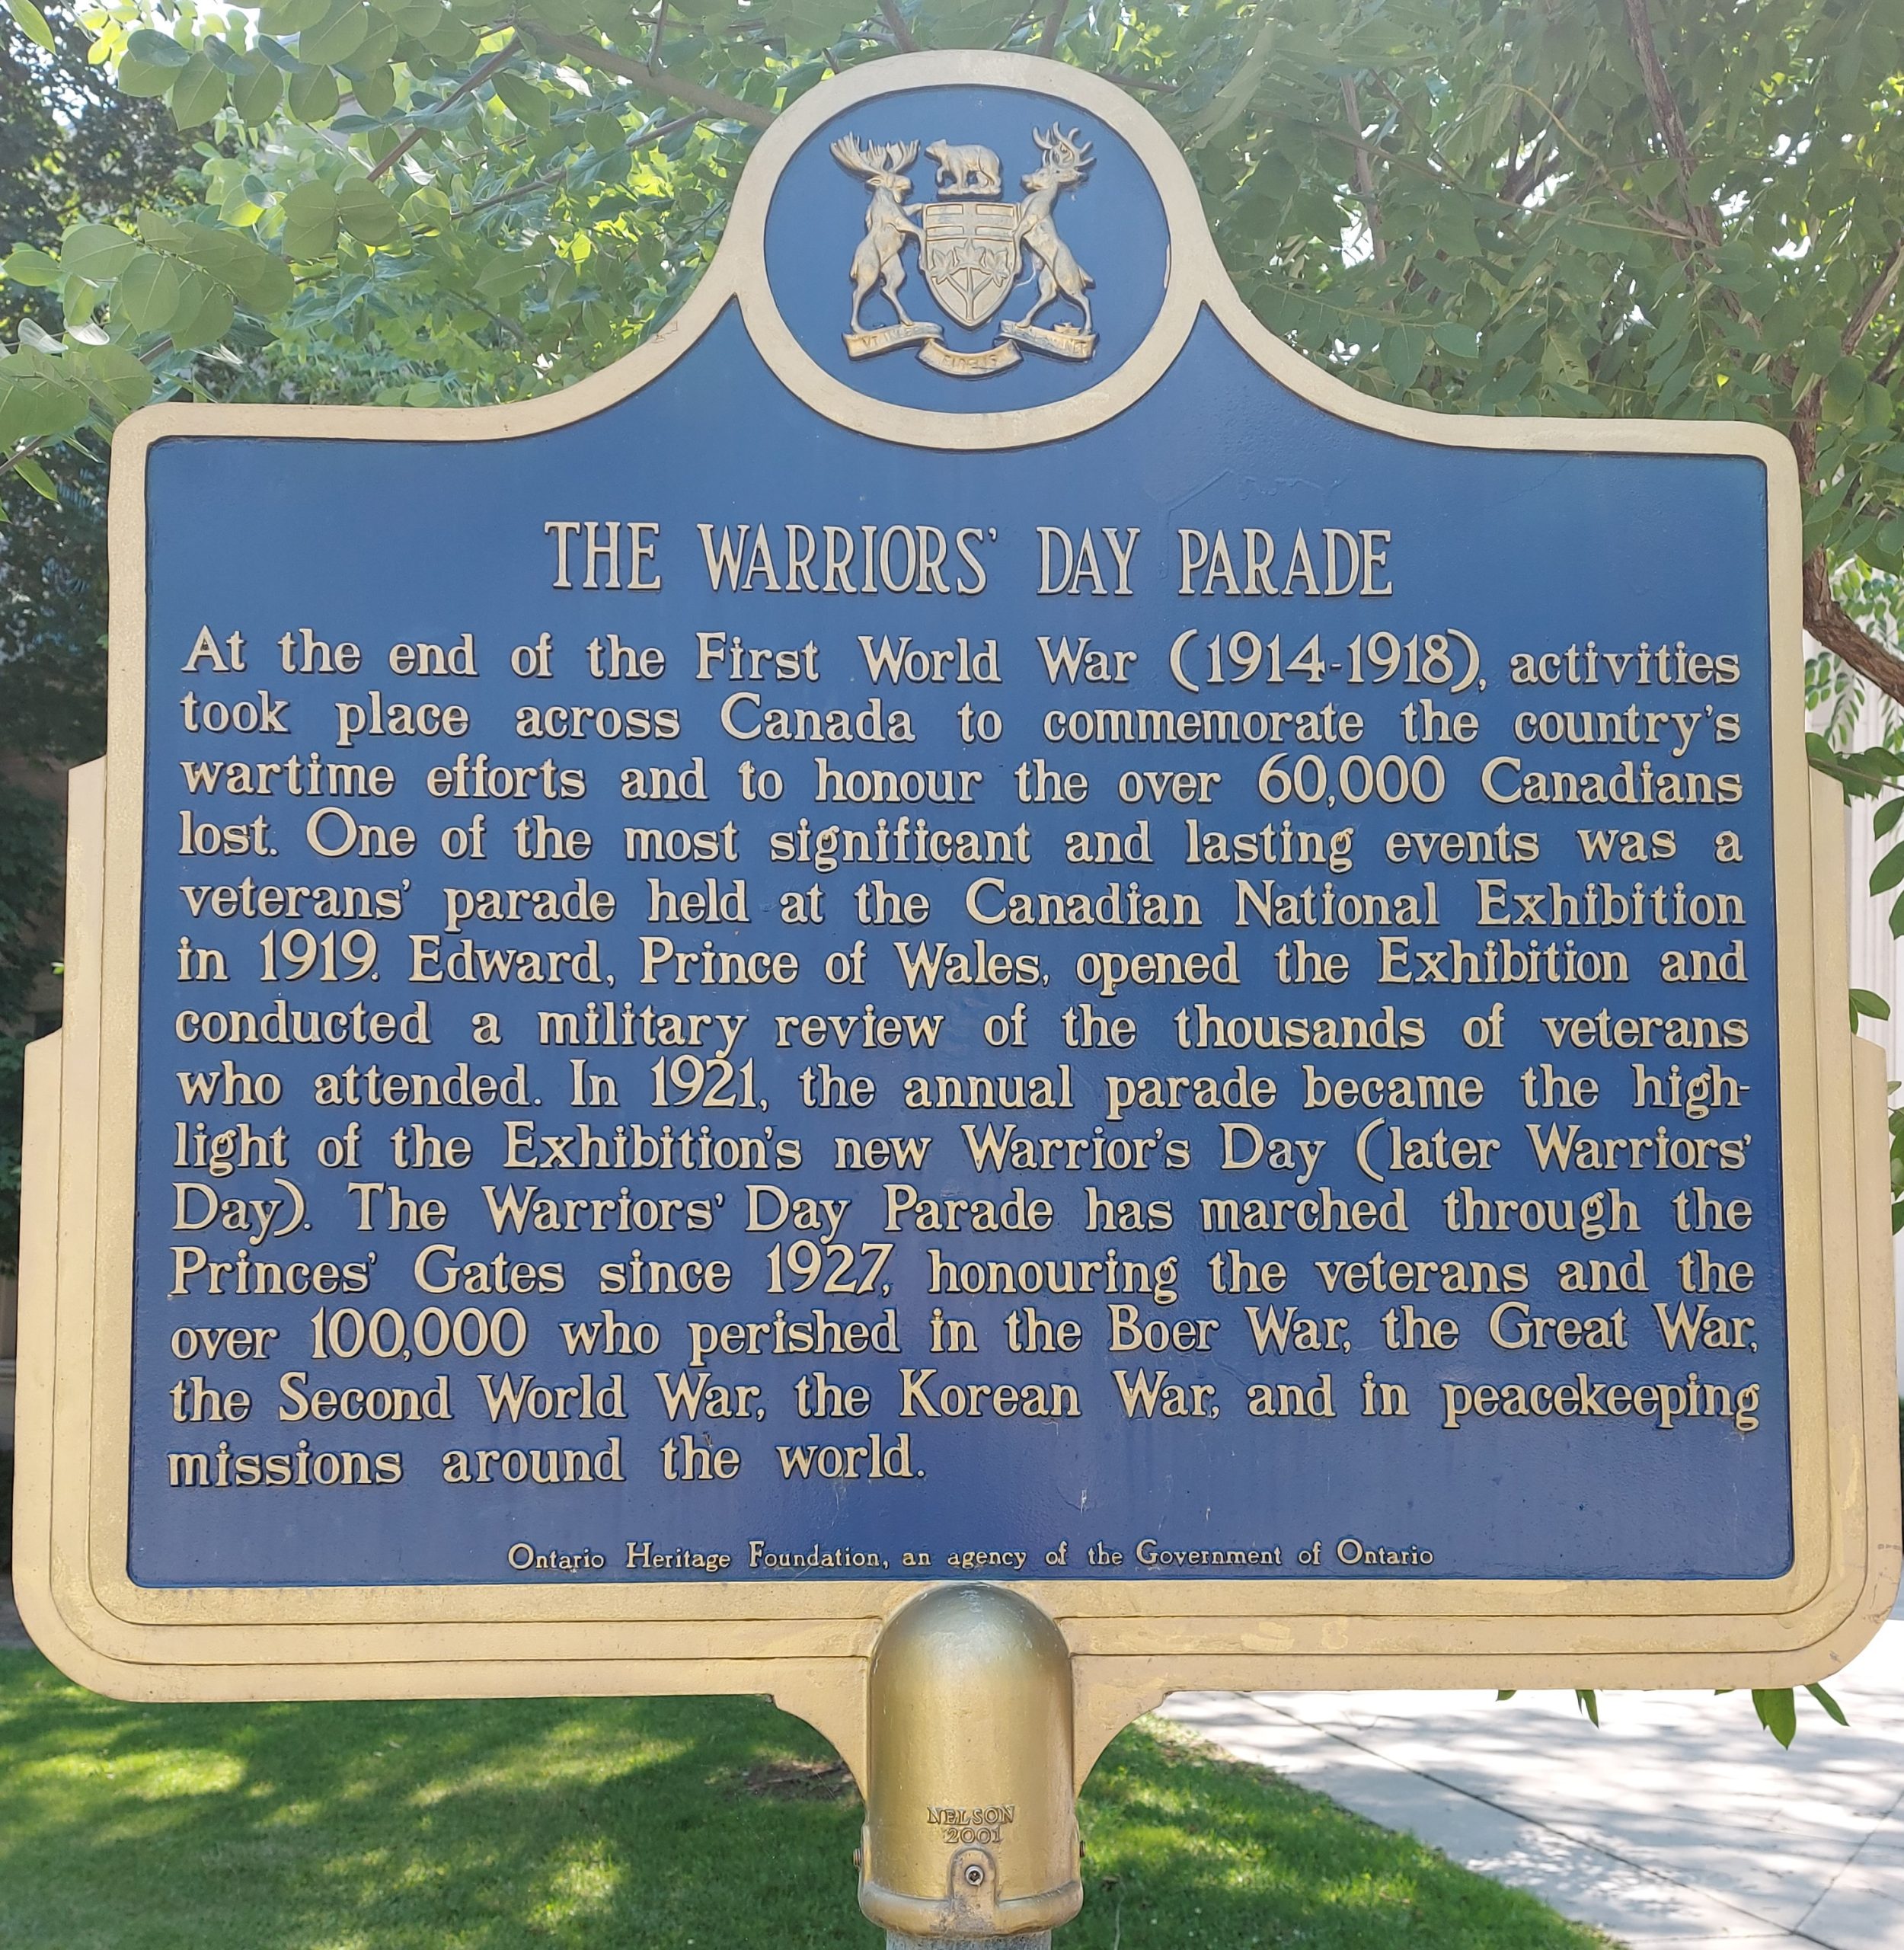 THE WARRIORS' DAY PARADE
At the end of the First World War (1914-1918), activities
took place across Canada to commemorate the country's
wartime efforts and to honour the over 60,000 Canadians
lost. One of the most significant and lasting events was a
veterans' parade held at the Canadian National Exhibition
in 1919. Edward, Prince of Wales, opened the Exhibition and
conducted a military review of the thousands of veterans
who attended. In 1921, the annual parade became the high-
light of the Exhibition's new Warrior's Day (later Warriors'
Day). The Warriors' Day Parade has marched through the
Princes' Gates since 1927, honouring the veterans and the
over 100,000 who perished in the Boer War, the Great War,
the Second World War, the Korean War, and in peacekeeping
missions around the world.
Ontario Heritage Foundation, an agency of the Government of Ontario
NELSON
2001